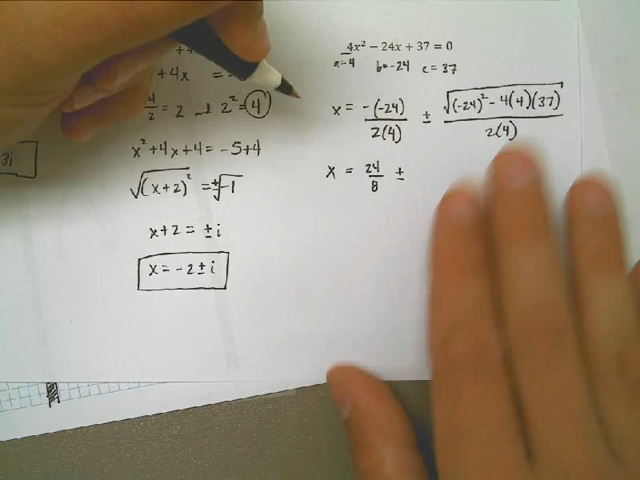 +4x =
4/2 = 2 and 2² = 4
x² + 4x + 4 = -5 + 4
√(x+2)² = ±√-1
x + 2 = ± i
x = -2 ± i
3i
4x² − 24x + 37 = 0
a=4 b=-24 c=37
x = -(-24)/2(4) ± √(-24)² - 4(4)(37)/2(4)
x = 24/8 ±